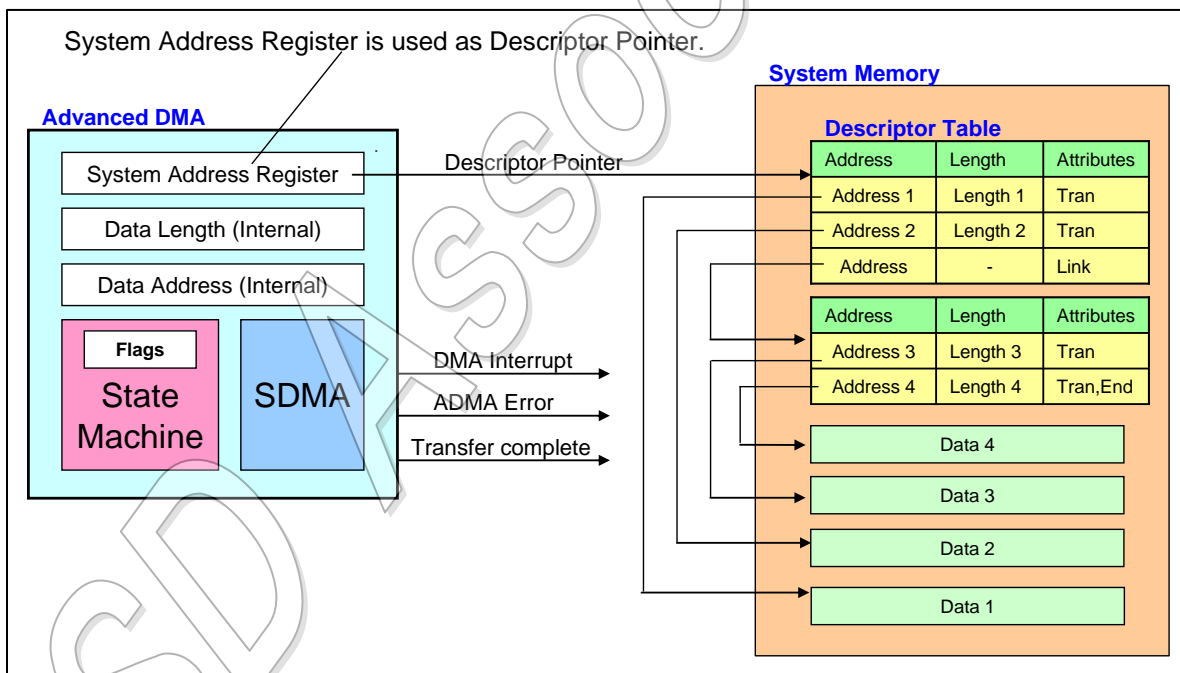 System Address Register is used as Descriptor Pointer.
Advanced DMA
System Address Register
Data Length (Internal)
Data Address (Internal)
Flags
State
Machine
SDMA
Descriptor Pointer
DMA Interrupt
ADMA Error
Transfer complete
System Memory
Descriptor Table
Address Length Attributes
Address 1 Length 1 Tran
Address 2 Length 2 Tran
Address - Link
Address Length Attributes
Address 3 Length 3 Tran
Address 4 Length 4 Tran,End
Data 4
Data 3
Data 2
Data 1
SD Assoc